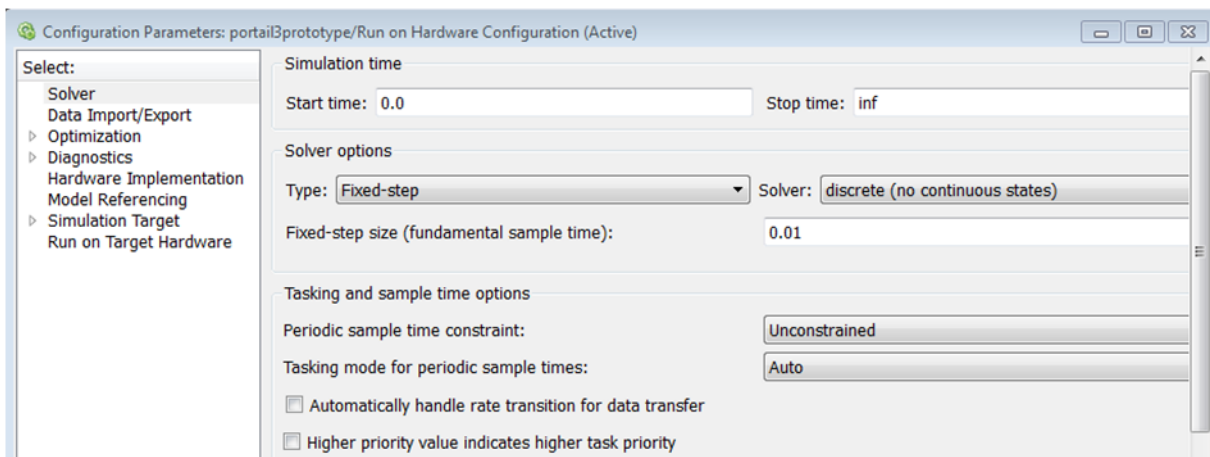 Configuration Parameters: portail3prototype/Run on Hardware Configuration (Active)
Select:
Solver
Data Import/Export
Optimization
Diagnostics
Hardware Implementation
Model Referencing
Simulation Target
Run on Target Hardware
Simulation time
Start time: 0.0 Stop time: inf
Solver options
Type: Fixed-step Solver: discrete (no continuous states)
Fixed-step size (fundamental sample time): 0.01
Tasking and sample time options
Periodic sample time constraint: Unconstrained
Tasking mode for periodic sample times: Auto
Automatically handle rate transition for data transfer
Higher priority value indicates higher task priority